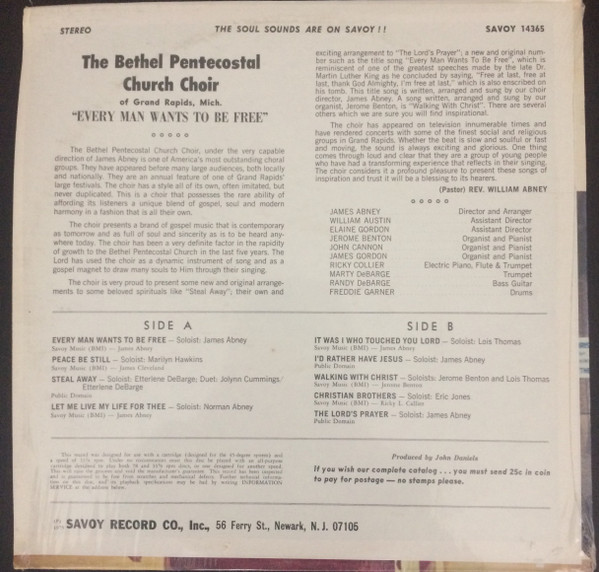 STEREO THE SOUL SOUNDS ARE ON SAVOY!! SAVOY 14365
The Bethel Pentecostal
Church Choir
of Grand Rapids, Mich.
"EVERY MAN WANTS TO BE FREE"
The Bethel Pentecostal Church Choir, under the very capable
direction of James Abney is one of America's most outstanding choral
groups. They have appeared before many large audiences, both locally
and nationally. They are an annual feature of one of Grand Rapids'
large festivals. The choir has a style all of its own, often imitated, but
never duplicated. This is a choir that possesses the rare ability of
affording its listeners a unique blend of gospel, soul and modern
harmony in a fashion that is all their own.
The choir presents a brand of gospel music that is contemporary
as tomorrow and as full of soul and sincerity as is to be heard any-
where today. The choir has been a very definite factor in the rapidity
of growth to the Bethel Pentecostal Church in the last five years. The
Lord has used the choir as a dynamic instrument of song and as a
gospel magnet to draw many souls to Him through their singing.
The choir is very proud to present some new and original arrange-
ments to some beloved spirituals like "Steal Away"; their own and
exciting arrangement to "The Lord's Prayer"; a new and original num-
ber such as the title song "Every Man Wants To Be Free", which is
reminiscent of one of the greatest speeches made by the late Dr.
Martin Luther King as he concluded by saying, "Free at last, free at
last, thank God Almighty, I'm free at last," which is also enscribed on
his tomb. This title song is written, arranged and sung by our choir
director, James Abney. A song written, arranged and sung by our
organist, Jerome Benton, is "Walking With Christ". There are several
others which we are sure you will find inspirational.
The choir has appeared on television innumerable times and
have rendered concerts with some of the finest social and religious
groups in Grand Rapids. Whether the beat is slow and soulful or fast
and moving, the sound is always exciting and glorious. One thing
comes through loud and clear that they are a group of young people
who have had a transforming experience that reflects in their singing.
The choir considers it a profound pleasure to present these songs of
inspiration and trust it will be a blessing to its hearers.
(Pastor) REV. WILLIAM ABNEY
JAMES ABNEY Director and Arranger
WILLIAM AUSTIN Assistant Director
ELAINE GORDON Assistant Director
JEROME BENTON Organist and Pianist
JOHN CANNON Organist and Pianist
JAMES GORDON Organist and Pianist
RICKY COLLIER Electric Piano, Flute & Trumpet
MARTY DeBARGE Trumpet
RANDY DeBARGE Bass Guitar
FREDDIE GARNER Drums
SIDE A
EVERY MAN WANTS TO BE FREE – Soloist: James Abney
Savoy Music (BMI) — James Abney
PEACE BE STILL – Soloist: Marilyn Hawkins
Savoy Music (BMI) — James Cleveland
STEAL AWAY – Soloist: Etterlene DeBarge; Duet: Jolynn Cummings,
Etterlene DeBarge
Public Domain
LET ME LIVE MY LIFE FOR THEE – Soloist: Norman Abney
Savoy Music (BMI) — James Abney
SIDE B
IT WAS I WHO TOUCHED YOU LORD – Soloist: Lois Thomas
Savoy Music (BMI) — James Abney
I'D RATHER HAVE JESUS – Soloist: James Abney
Public Domain
WALKING WITH CHRIST – Soloists: Jerome Benton and Lois Thomas
Savoy Music (BMI) — Jerome Benton
CHRISTIAN BROTHERS – Soloist: Eric Jones
Savoy Music (BMI) — Ricky L. Collier
THE LORD'S PRAYER – Soloist: James Abney
Public Domain
Produced by John Daniels
If you wish our complete catalog . . . you must send 25c in coin
to pay for postage — no stamps please.
SAVOY RECORD CO., Inc., 56 Ferry St., Newark, N. J. 07105